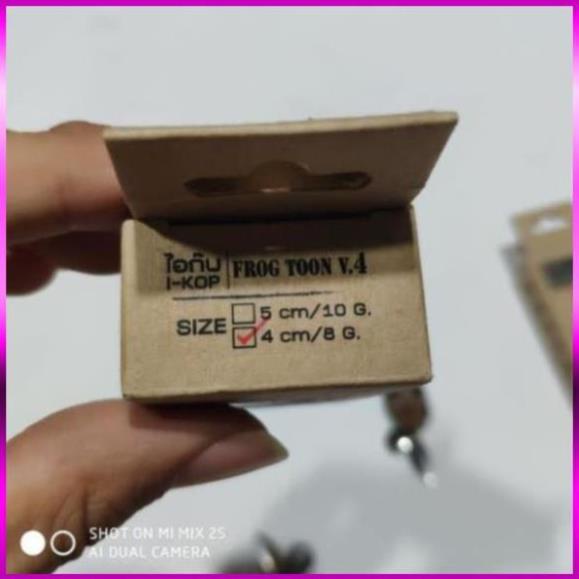 ไอก๊บ
I-KOP
FROG TOON V.4
SIZE
5 cm/10 G.
4 cm/8 G.
SHOT ON MI MIX 2S
AI DUAL CAMERA